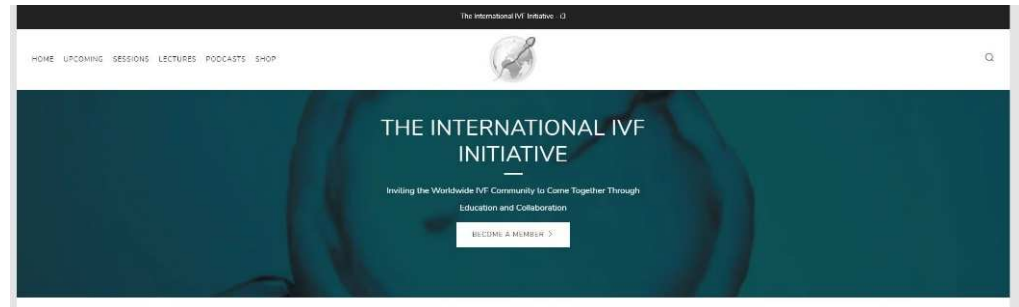 The International IVF Initiative - i3
HOME UPCOMING SESSIONS LECTURES PODCASTS SHOP
THE INTERNATIONAL IVF
INITIATIVE
Inviting the Worldwide IVF Community to Come Together Through
Education and Collaboration
BECOME A MEMBER >